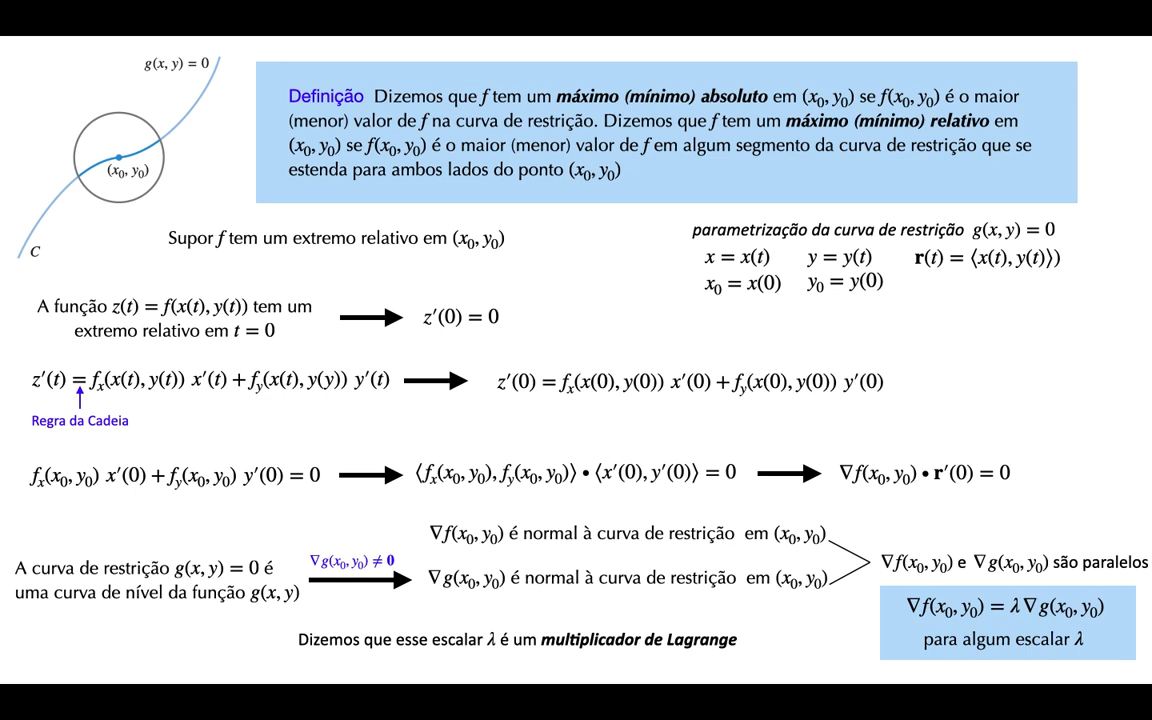 g(x, y) = 0
(x₀, y₀)
C
Definição Dizemos que f tem um máximo (mínimo) absoluto em (x₀, y₀) se f(x₀, y₀) é o maior
(menor) valor de f na curva de restrição. Dizemos que f tem um máximo (mínimo) relativo em
(x₀, y₀) se f(x₀, y₀) é o maior (menor) valor de f em algum segmento da curva de restrição que se
estenda para ambos lados do ponto (x₀, y₀)
Supor f tem um extremo relativo em (x₀, y₀)
parametrização da curva de restrição g(x, y) = 0
x = x(t) y = y(t) r(t) = ⟨x(t), y(t)⟩)
x₀ = x(0) y₀ = y(0)
A função z(t) = f(x(t), y(t)) tem um
extremo relativo em t = 0
z′(0) = 0
z′(t) = fₓ(x(t), y(t)) x′(t) + f_y(x(t), y(y)) y′(t)
z′(0) = fₓ(x(0), y(0)) x′(0) + f_y(x(0), y(0)) y′(0)
Regra da Cadeia
fₓ(x₀, y₀) x′(0) + f_y(x₀, y₀) y′(0) = 0
⟨fₓ(x₀, y₀), f_y(x₀, y₀)⟩ • ⟨x′(0), y′(0)⟩ = 0
∇f(x₀, y₀) • r′(0) = 0
A curva de restrição g(x, y) = 0 é
uma curva de nível da função g(x, y)
∇g(x₀, y₀) ≠ 0
∇f(x₀, y₀) é normal à curva de restrição em (x₀, y₀)
∇g(x₀, y₀) é normal à curva de restrição em (x₀, y₀)
∇f(x₀, y₀) e ∇g(x₀, y₀) são paralelos
∇f(x₀, y₀) = λ ∇g(x₀, y₀)
para algum escalar λ
Dizemos que esse escalar λ é um multiplicador de Lagrange